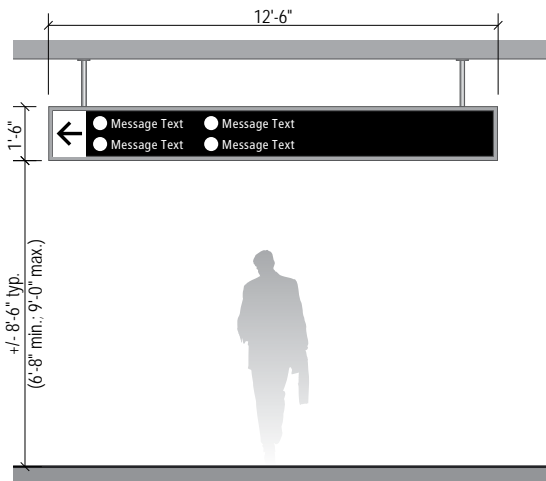 12'-6"
1'-6"
Message Text
Message Text
Message Text
Message Text
+/- 8'-6" typ.
(6'-8" min.; 9'-0" max.)